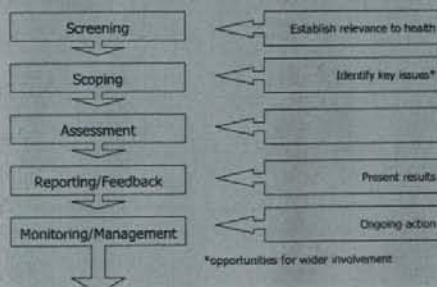 Screening
Establish relevance to health
Scoping
Identify key issues*
Assessment
Reporting/Feedback
Present results
Monitoring/Management
Ongoing action
*opportunities for wider involvement